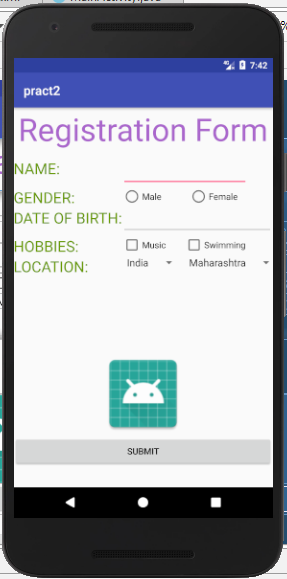 7:42
pract2
Registration Form
NAME:
GENDER: Male Female
DATE OF BIRTH:
HOBBIES: Music Swimming
LOCATION: India Maharashtra
SUBMIT